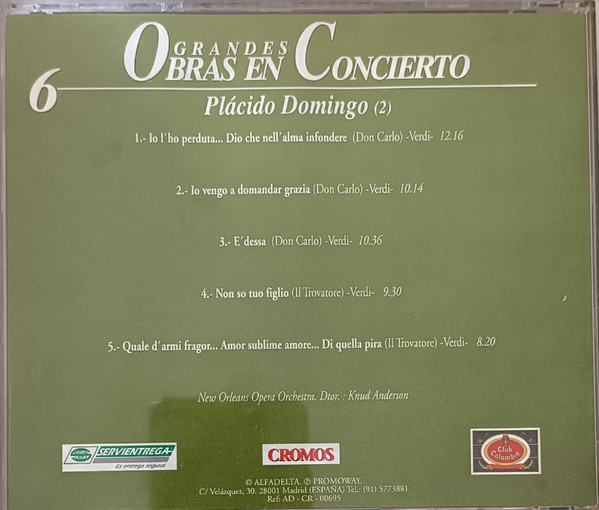 GRANDES
OBRAS EN CONCIERTO
6
Plácido Domingo (2)
1.- Io l´ho perduta... Dio che nell´alma infondere (Don Carlo) -Verdi- 12.16
2.- Io vengo a domandar grazia (Don Carlo) -Verdi- 10.14
3.- E´dessa (Don Carlo) -Verdi- 10.36
4.- Non so tuo figlio (Il Trovatore) -Verdi- 9.30
5.- Quale d´armi fragor... Amor sublime amore... Di quella pira (Il Trovatore) -Verdi- 8.20
New Orleans Opera Orchestra. Dtor. : Knud Anderson
SERVIENTREGA
Es entrega segura!
CROMOS
Club
Colombia
© ALFADELTA. ℗ PROMOWAY.
C/ Velázquez, 30. 28001 Madrid (ESPAÑA) Tel.: (91) 5773881
Ref: AD - CR - 00695